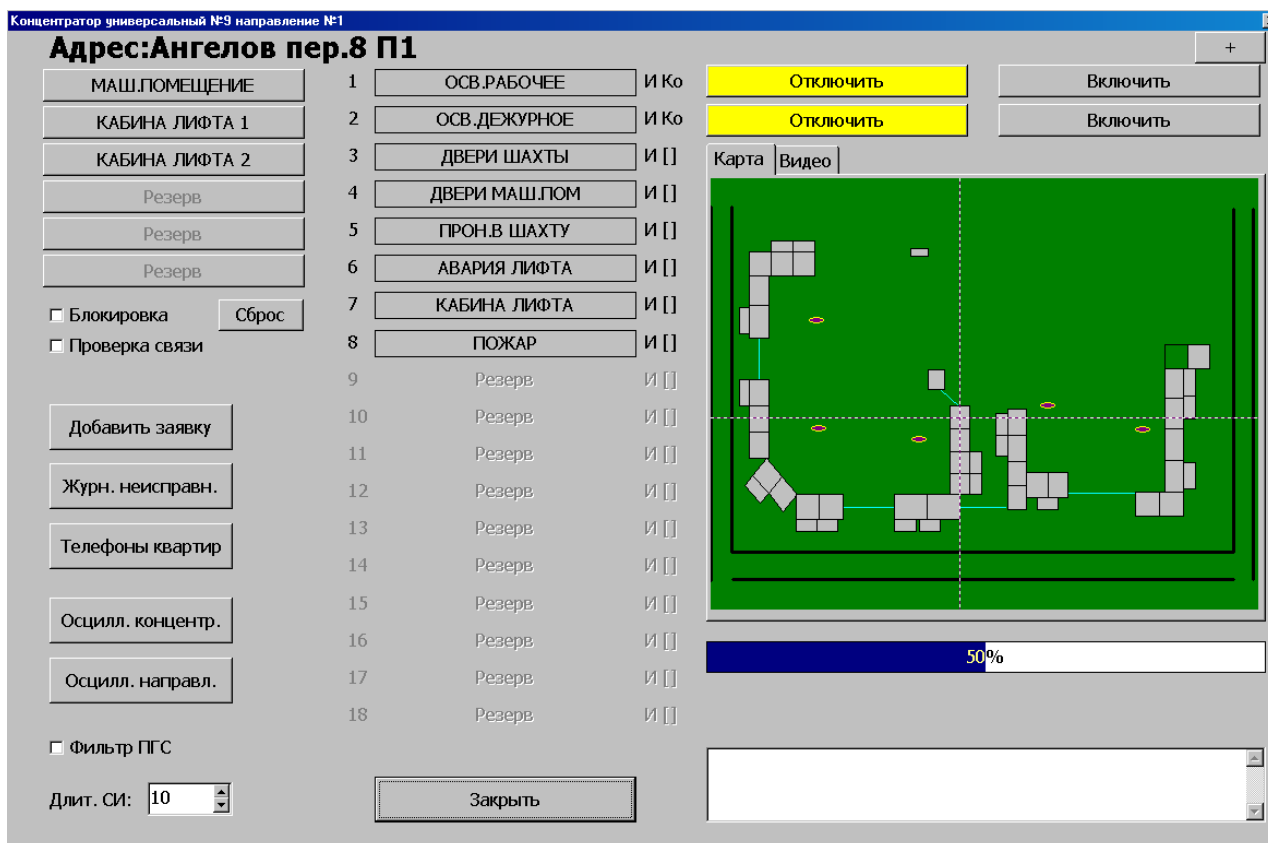 Концентратор универсальный №9 направление №1
Адрес:Ангелов пер.8 П1
+
МАШ.ПОМЕЩЕНИЕ
КАБИНА ЛИФТА 1
КАБИНА ЛИФТА 2
Резерв
Резерв
Резерв
Блокировка
Сброс
Проверка связи
Добавить заявку
Журн. неисправн.
Телефоны квартир
Осцилл. концентр.
Осцилл. направл.
Фильтр ПГС
Длит. СИ: 10
1 ОСВ.РАБОЧЕЕ И Ко
2 ОСВ.ДЕЖУРНОЕ И Ко
3 ДВЕРИ ШАХТЫ И []
4 ДВЕРИ МАШ.ПОМ И []
5 ПРОН.В ШАХТУ И []
6 АВАРИЯ ЛИФТА И []
7 КАБИНА ЛИФТА И []
8 ПОЖАР И []
9 Резерв И []
10 Резерв И []
11 Резерв И []
12 Резерв И []
13 Резерв И []
14 Резерв И []
15 Резерв И []
16 Резерв И []
17 Резерв И []
18 Резерв И []
Закрыть
Отключить Включить
Отключить Включить
Карта Видео
50%